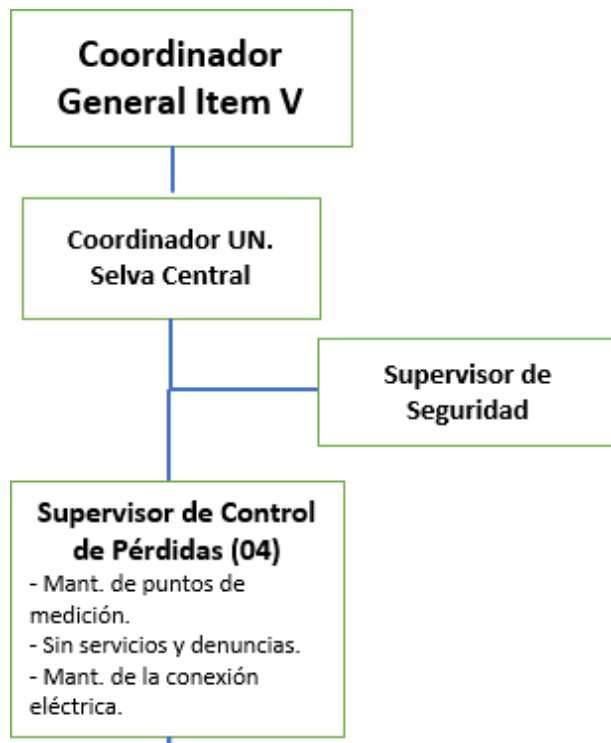 Coordinador
General Item V
Coordinador UN.
Selva Central
Supervisor de
Seguridad
Supervisor de Control
de Pérdidas (04)
- Mant. de puntos de
medición.
- Sin servicios y denuncias.
- Mant. de la conexión
eléctrica.